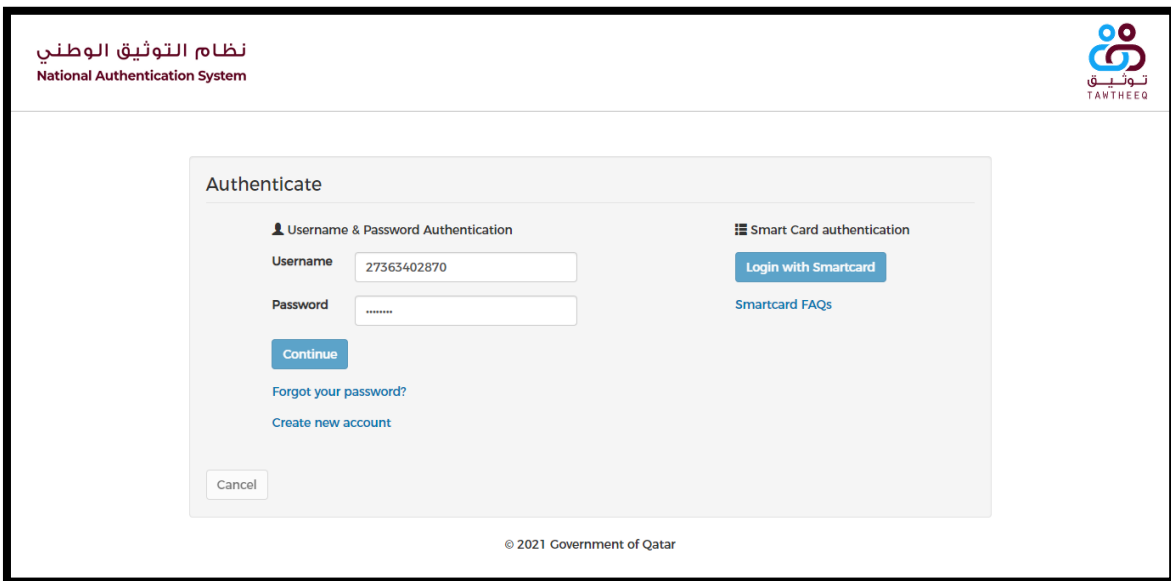 نظام التوثيق الوطني
National Authentication System
توثيق
TAWTHEEQ
Authenticate
Username & Password Authentication
Username
27363402870
Password
••••••••
Continue
Forgot your password?
Create new account
Smart Card authentication
Login with Smartcard
Smartcard FAQs
Cancel
© 2021 Government of Qatar